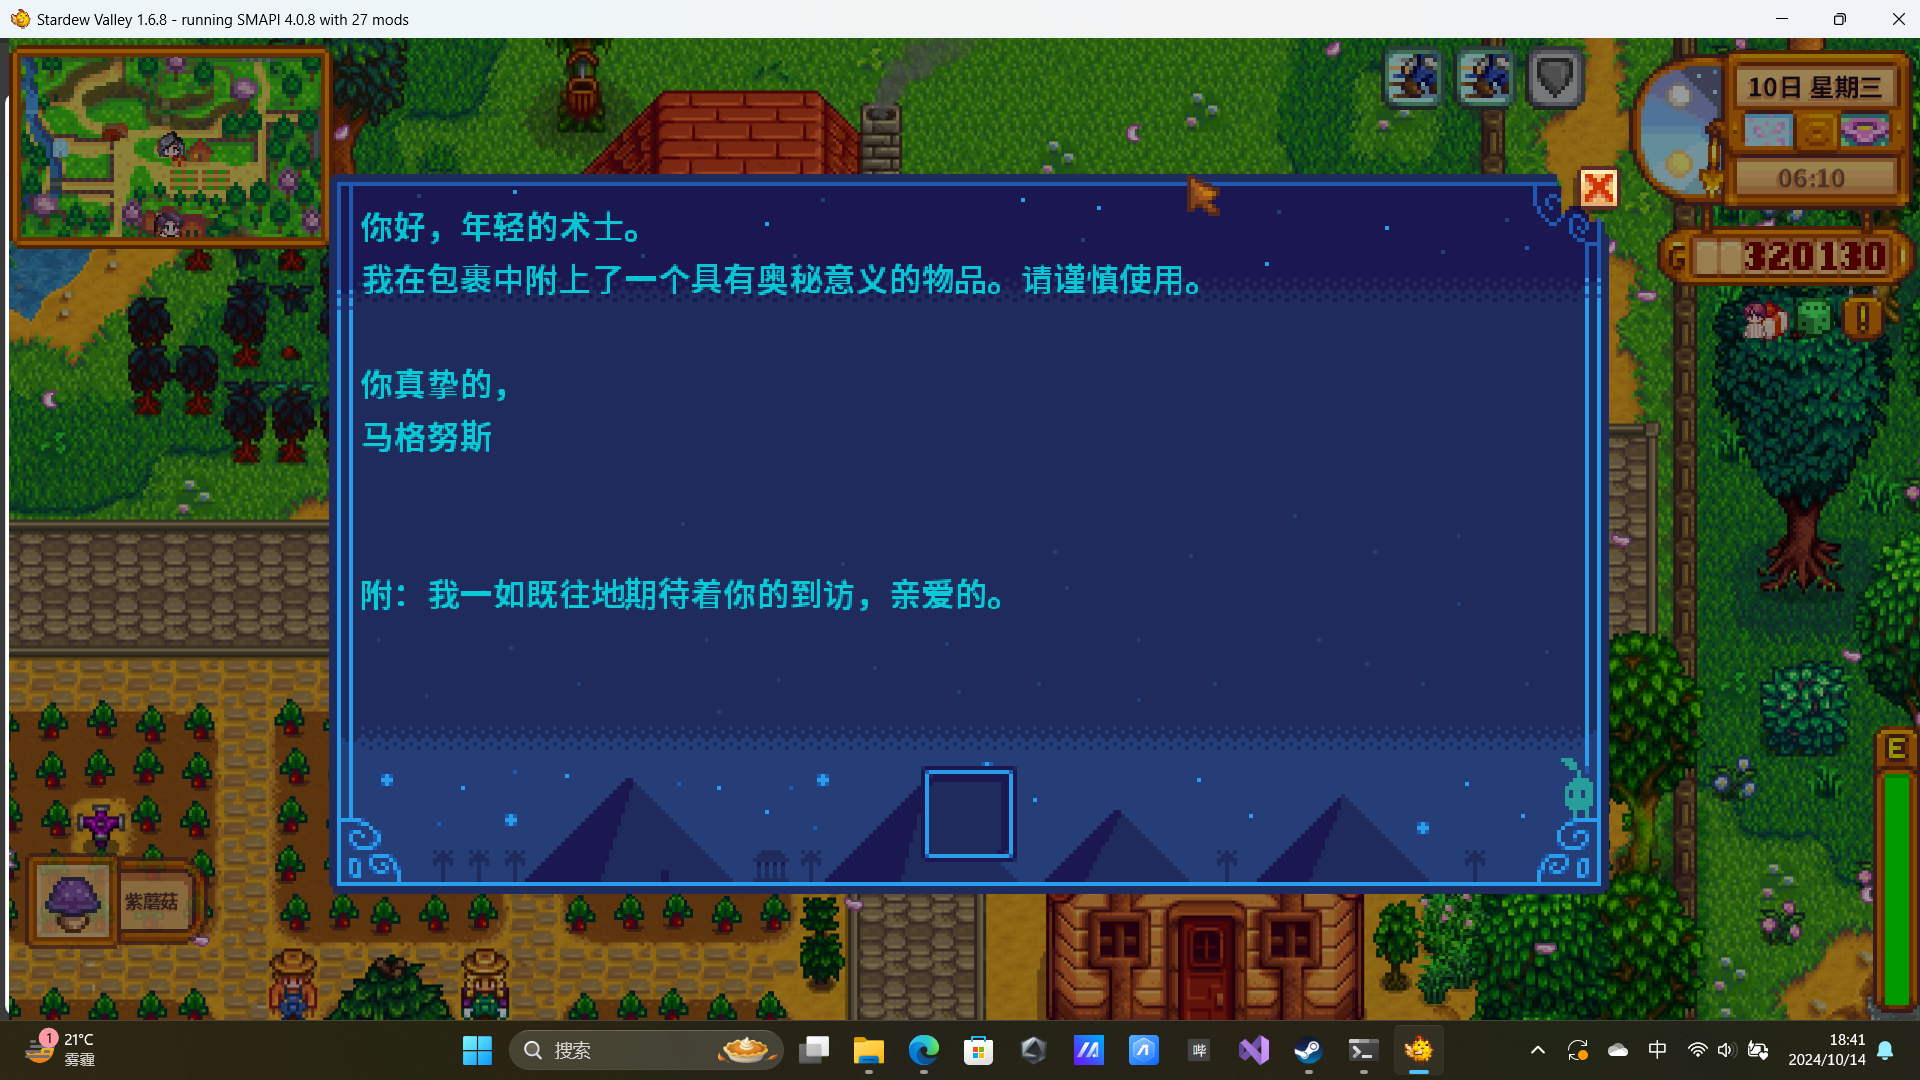 Stardew Valley 1.6.8 - running SMAPI 4.0.8 with 27 mods
10日 星期三
06:10
G
320130
你好，年轻的术士。
我在包裹中附上了一个具有奥秘意义的物品。请谨慎使用。
你真挚的，
马格努斯
附：我一如既往地期待着你的到访，亲爱的。
E
紫蘑菇
1
21°C
雾霾
搜索
哔
中
18:41
2024/10/14